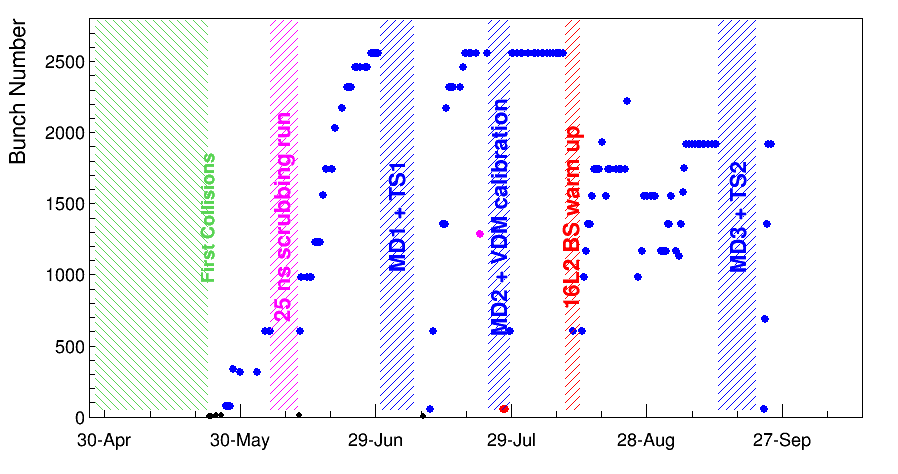 Bunch Number
2500
2000
1500
1000
500
0
First Collisions
25 ns scrubbing run
MD1 + TS1
MD2 + VDM calibration
16L2 BS warm up
MD3 + TS2
30-Apr 30-May 29-Jun 29-Jul 28-Aug 27-Sep